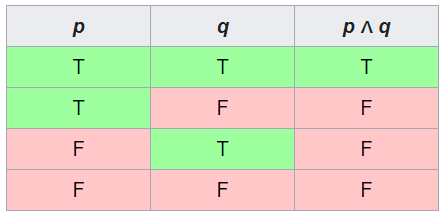 p q p ∧ q
T T T
T F F
F T F
F F F